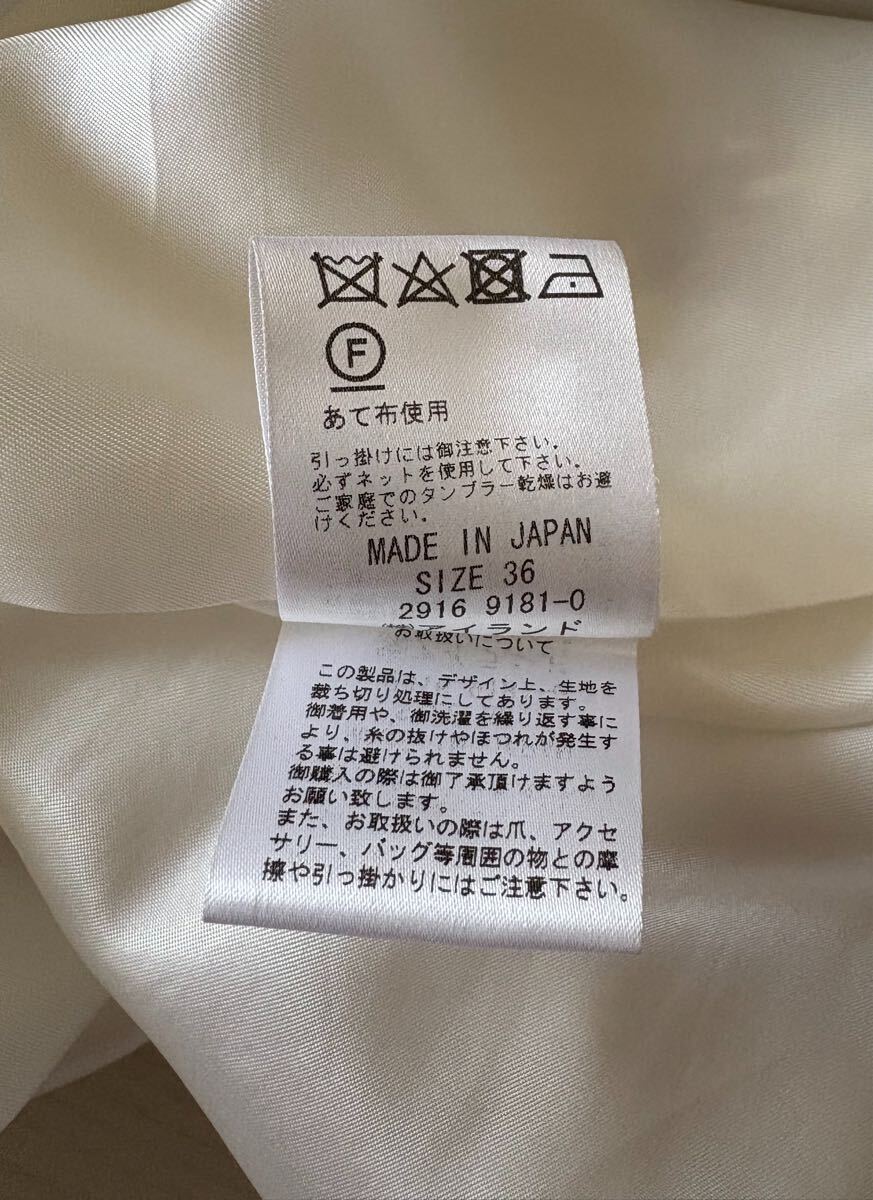 F
あて布使用
引っ掛けには御注意下さい。
必ずネットを使用して下さい。
ご家庭でのタンブラー乾燥はお避
けください。
MADE IN JAPAN
SIZE 36
2916 9181-0
アイランド
お取扱いについて
この製品は、デザイン上、生地を
裁ち切り処理にしてあります。
御着用や、御洗濯を繰り返す事に
より、糸の抜けやほつれが発生す
る事は避けられません。
御購入の際は御了承頂けますよう
お願い致します。
また、お取扱いの際は爪、アクセ
サリー、バッグ等周囲の物との摩
擦や引っ掛かりにはご注意下さい。